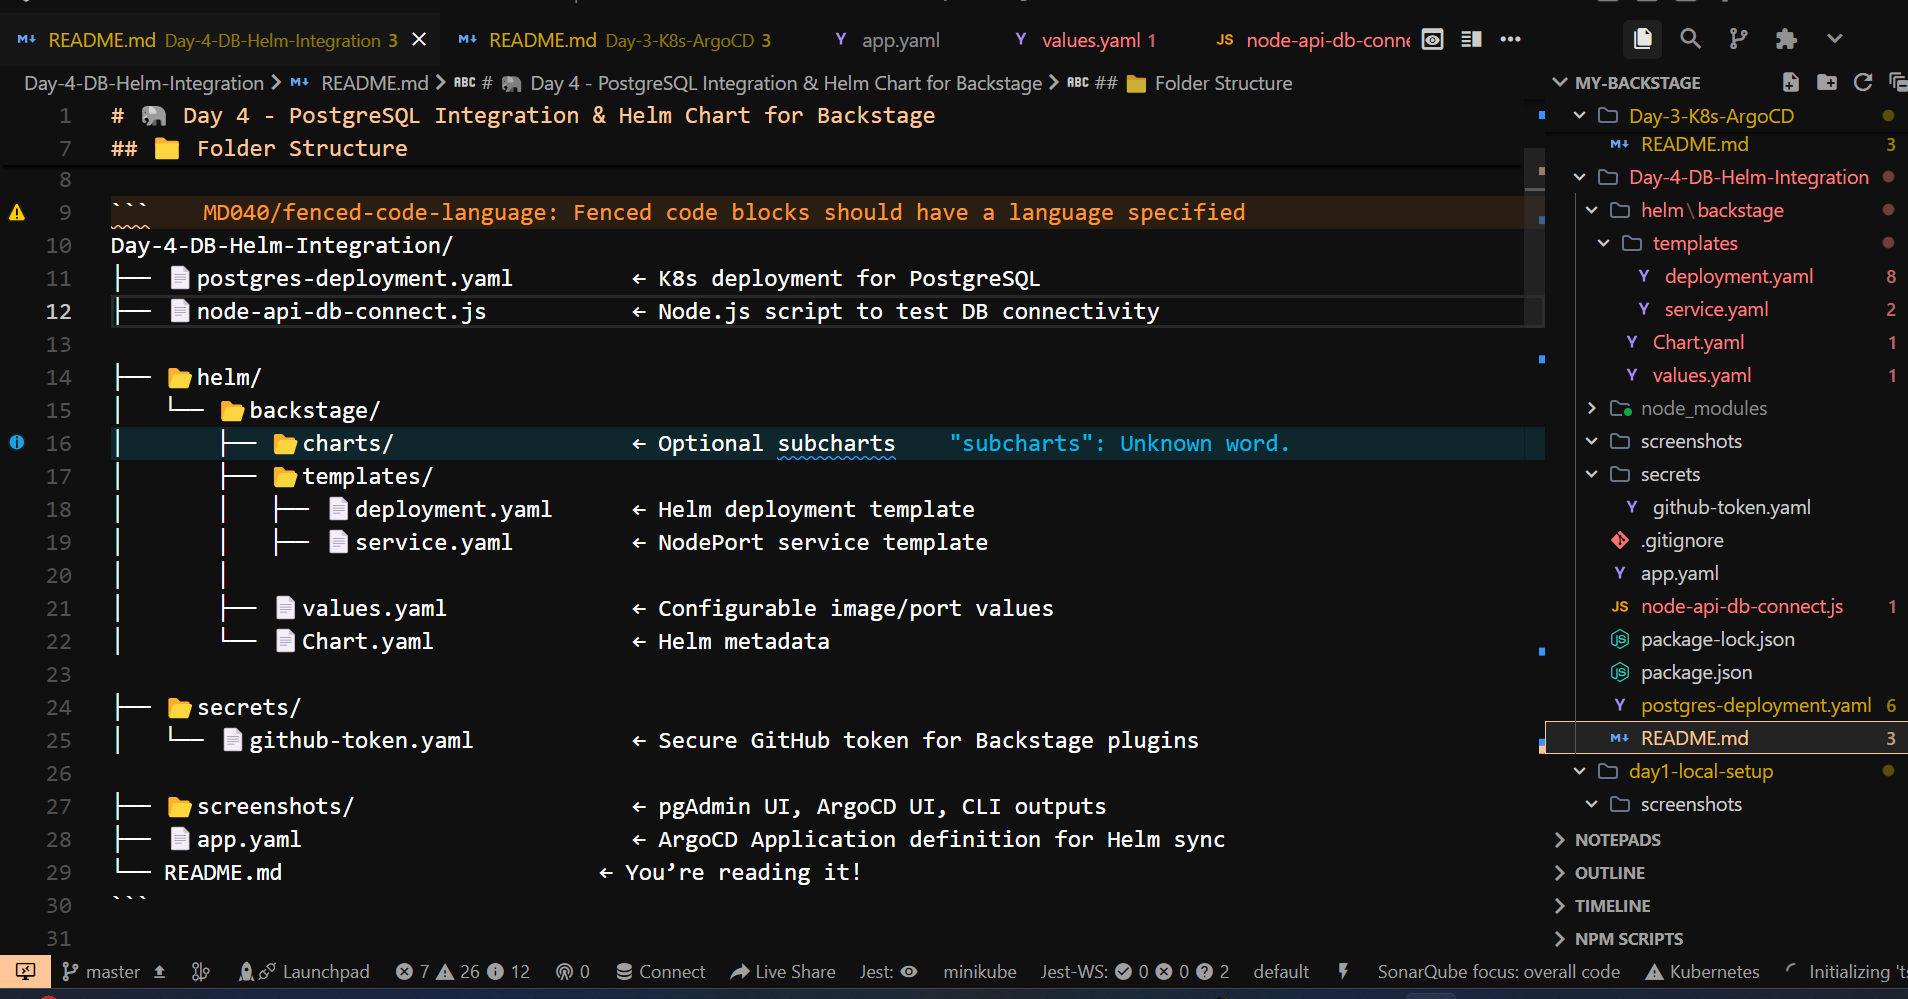 README.md Day-4-DB-Helm-Integration 3
README.md Day-3-K8s-ArgoCD 3
app.yaml
values.yaml 1
JS node-api-db-conne
Day-4-DB-Helm-Integration > README.md > ABC # 🐘 Day 4 - PostgreSQL Integration & Helm Chart for Backstage > ABC ## 📁 Folder Structure
1 # 🐘 Day 4 - PostgreSQL Integration & Helm Chart for Backstage
7 ## 📁 Folder Structure
8
9 ``` MD040/fenced-code-language: Fenced code blocks should have a language specified
10 Day-4-DB-Helm-Integration/
11 ├── 📄 postgres-deployment.yaml ← K8s deployment for PostgreSQL
12 ├── 📄 node-api-db-connect.js ← Node.js script to test DB connectivity
13
14 ├── 📂 helm/
15 │   └── 📂 backstage/
16 │       ├── 📂 charts/ ← Optional subcharts "subcharts": Unknown word.
17 │       ├── 📂 templates/
18 │       │   ├── 📄 deployment.yaml ← Helm deployment template
19 │       │   ├── 📄 service.yaml ← NodePort service template
20 │       │
21 │       ├── 📄 values.yaml ← Configurable image/port values
22 │       └── 📄 Chart.yaml ← Helm metadata
23
24 ├── 📂 secrets/
25 │   └── 📄 github-token.yaml ← Secure GitHub token for Backstage plugins
26
27 ├── 📂 screenshots/ ← pgAdmin UI, ArgoCD UI, CLI outputs
28 ├── 📄 app.yaml ← ArgoCD Application definition for Helm sync
29 └── README.md ← You’re reading it!
30 ```
31
MY-BACKSTAGE
Day-3-K8s-ArgoCD
README.md 3
Day-4-DB-Helm-Integration
helm\backstage
templates
Y deployment.yaml 8
Y service.yaml 2
Y Chart.yaml 1
Y values.yaml 1
node_modules
screenshots
secrets
Y github-token.yaml
.gitignore
Y app.yaml
JS node-api-db-connect.js 1
package-lock.json
package.json
Y postgres-deployment.yaml 6
README.md 3
day1-local-setup
screenshots
NOTEPADS
OUTLINE
TIMELINE
NPM SCRIPTS
master Launchpad 7 26 12 0 Connect Live Share Jest: minikube Jest-WS: 0 0 2 default SonarQube focus: overall code Kubernetes Initializing 'ts